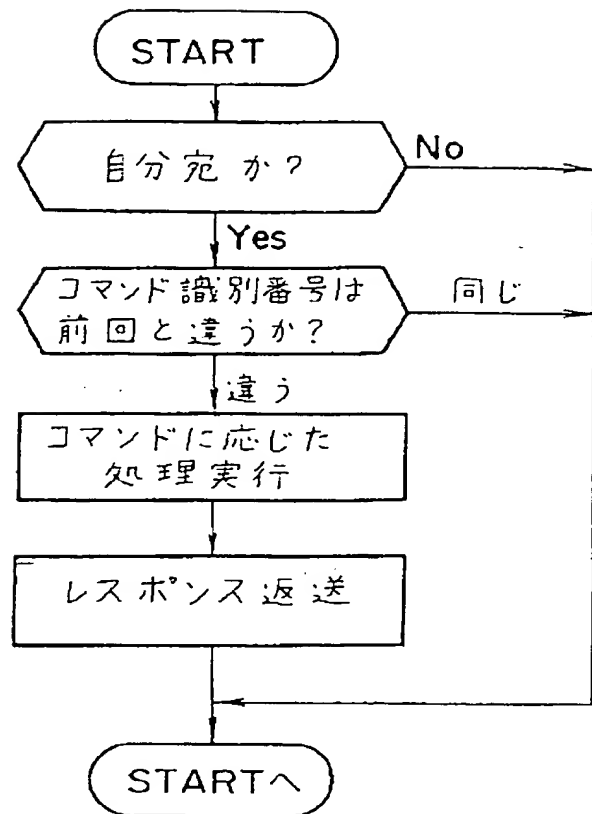 START
自分宛か?
No
Yes
コマンド識別番号は
前回と違うか?
同じ
違う
コマンドに応じた
処理実行
レスポンス返送
STARTへ